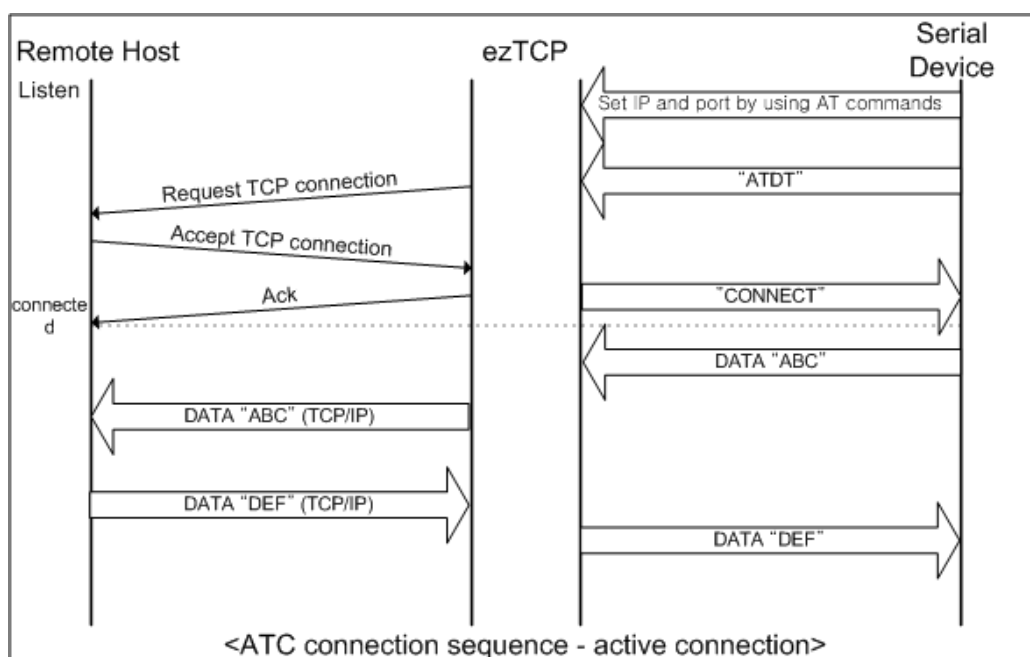 Remote Host
ezTCP
Serial
Device
Listen
Set IP and port by using AT commands
"ATDT"
Request TCP connection
Accept TCP connection
Ack
"CONNECT"
connecte
d
DATA "ABC"
DATA "ABC" (TCP/IP)
DATA "DEF" (TCP/IP)
DATA "DEF"
<ATC connection sequence - active connection>